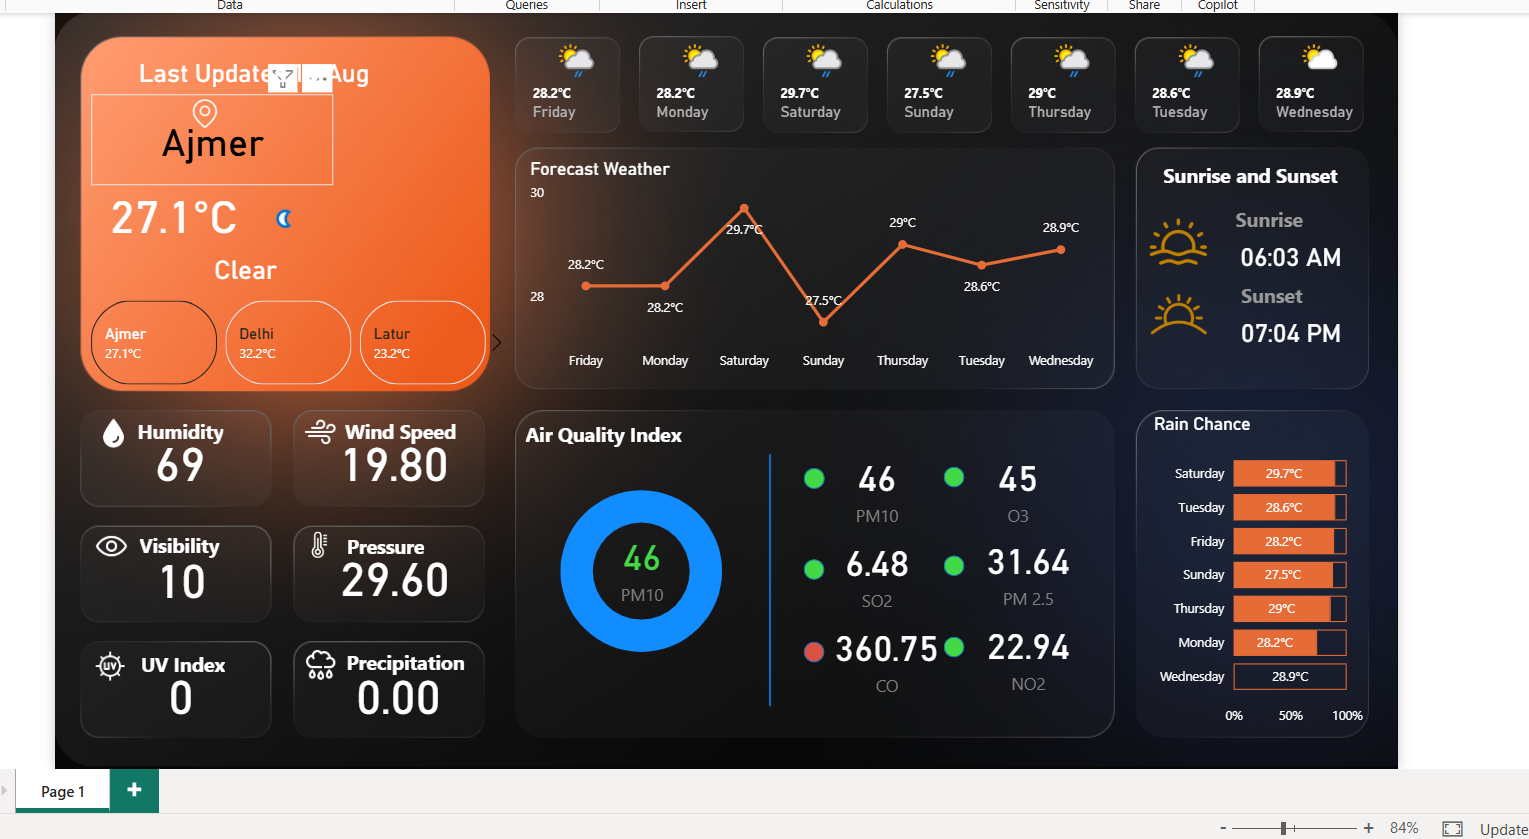 Data
Queries
Insert
Calculations
Sensitivity
Share
Copilot
Last Update Aug
Ajmer
27.1°C
Clear
Ajmer
27.1°C
Delhi
32.2°C
Latur
23.2°C
28.2°C
Friday
28.2°C
Monday
29.7°C
Saturday
27.5°C
Sunday
29°C
Thursday
28.6°C
Tuesday
28.9°C
Wednesday
Forecast Weather
30
28
28.2°C
28.2°C
29.7°C
27.5°C
29°C
28.6°C
28.9°C
Friday
Monday
Saturday
Sunday
Thursday
Tuesday
Wednesday
Sunrise and Sunset
Sunrise
06:03 AM
Sunset
07:04 PM
Humidity
69
Wind Speed
19.80
Visibility
10
Pressure
29.60
UV
UV Index
0
Precipitation
0.00
Air Quality Index
46
PM10
46
PM10
45
O3
6.48
SO2
31.64
PM 2.5
360.75
CO
22.94
NO2
Rain Chance
Saturday 29.7°C
Tuesday 28.6°C
Friday 28.2°C
Sunday 27.5°C
Thursday 29°C
Monday 28.2°C
Wednesday 28.9°C
0% 50% 100%
Page 1
84%
Update